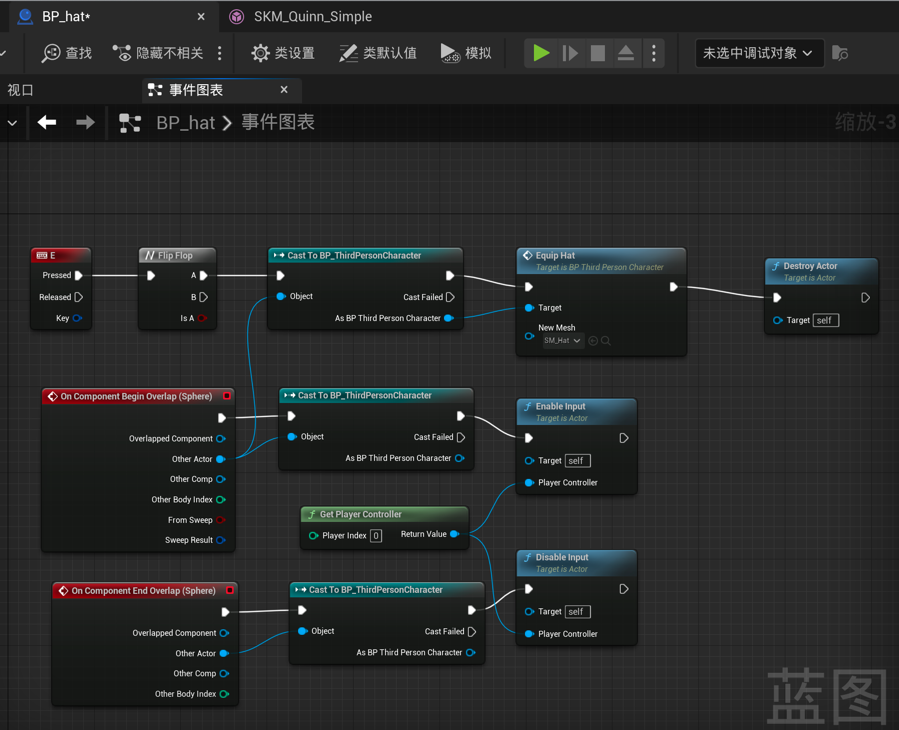 BP_hat*
SKM_Quinn_Simple
查找
隐藏不相关
类设置
类默认值
模拟
未选中调试对象
视口
事件图表
BP_hat
事件图表
缩放-3
E
Pressed
Released
Key
Flip Flop
A
B
Is A
Cast To BP_ThirdPersonCharacter
Object
Cast Failed
As BP Third Person Character
Equip Hat
Target is BP Third Person Character
Target
New Mesh
SM_Hat
Destroy Actor
Target is Actor
Target self
On Component Begin Overlap (Sphere)
Overlapped Component
Other Actor
Other Comp
Other Body Index
From Sweep
Sweep Result
Cast To BP_ThirdPersonCharacter
Object
Cast Failed
As BP Third Person Character
Enable Input
Target is Actor
Target self
Player Controller
Get Player Controller
Player Index 0
Return Value
On Component End Overlap (Sphere)
Overlapped Component
Other Actor
Other Comp
Other Body Index
Cast To BP_ThirdPersonCharacter
Object
Cast Failed
As BP Third Person Character
Disable Input
Target is Actor
Target self
Player Controller
蓝图